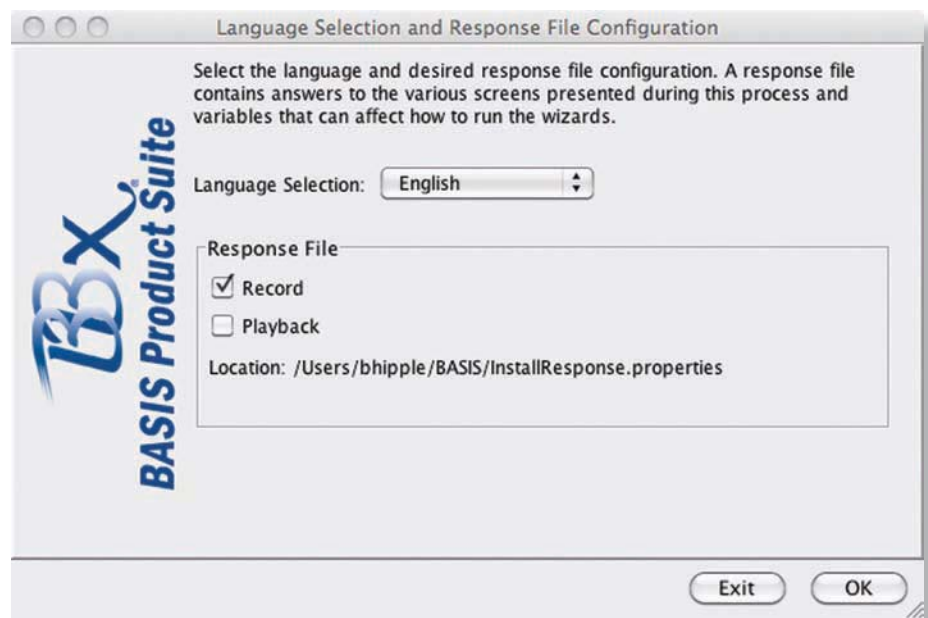 Language Selection and Response File Configuration
Select the language and desired response file configuration. A response file
contains answers to the various screens presented during this process and
variables that can affect how to run the wizards.
BBx
BASIS Product Suite
Language Selection: English
Response File
Record
Playback
Location: /Users/bhipple/BASIS/InstallResponse.properties
Exit OK